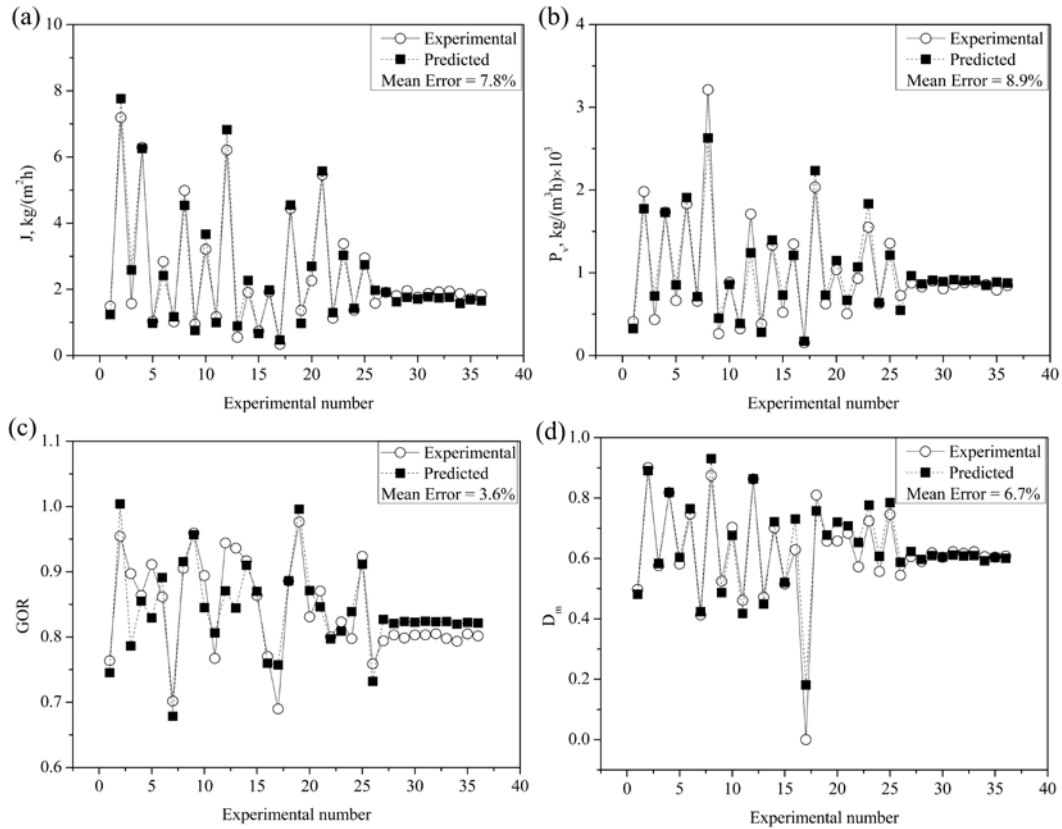 (a)
10
8
6
4
2
0
J, kg/(m²h)
0 5 10 15 20 25 30 35 40
Experimental number
Experimental
Predicted
Mean Error = 7.8%
(b)
4
3
2
1
0
Pᵥ, kg/(m³h)×10³
0 5 10 15 20 25 30 35 40
Experimental number
Experimental
Predicted
Mean Error = 8.9%
(c)
1.1
1.0
0.9
0.8
0.7
0.6
GOR
0 5 10 15 20 25 30 35 40
Experimental number
Experimental
Predicted
Mean Error = 3.6%
(d)
1.0
0.8
0.6
0.4
0.2
0.0
Dₘ
0 5 10 15 20 25 30 35 40
Experimental number
Experimental
Predicted
Mean Error = 6.7%